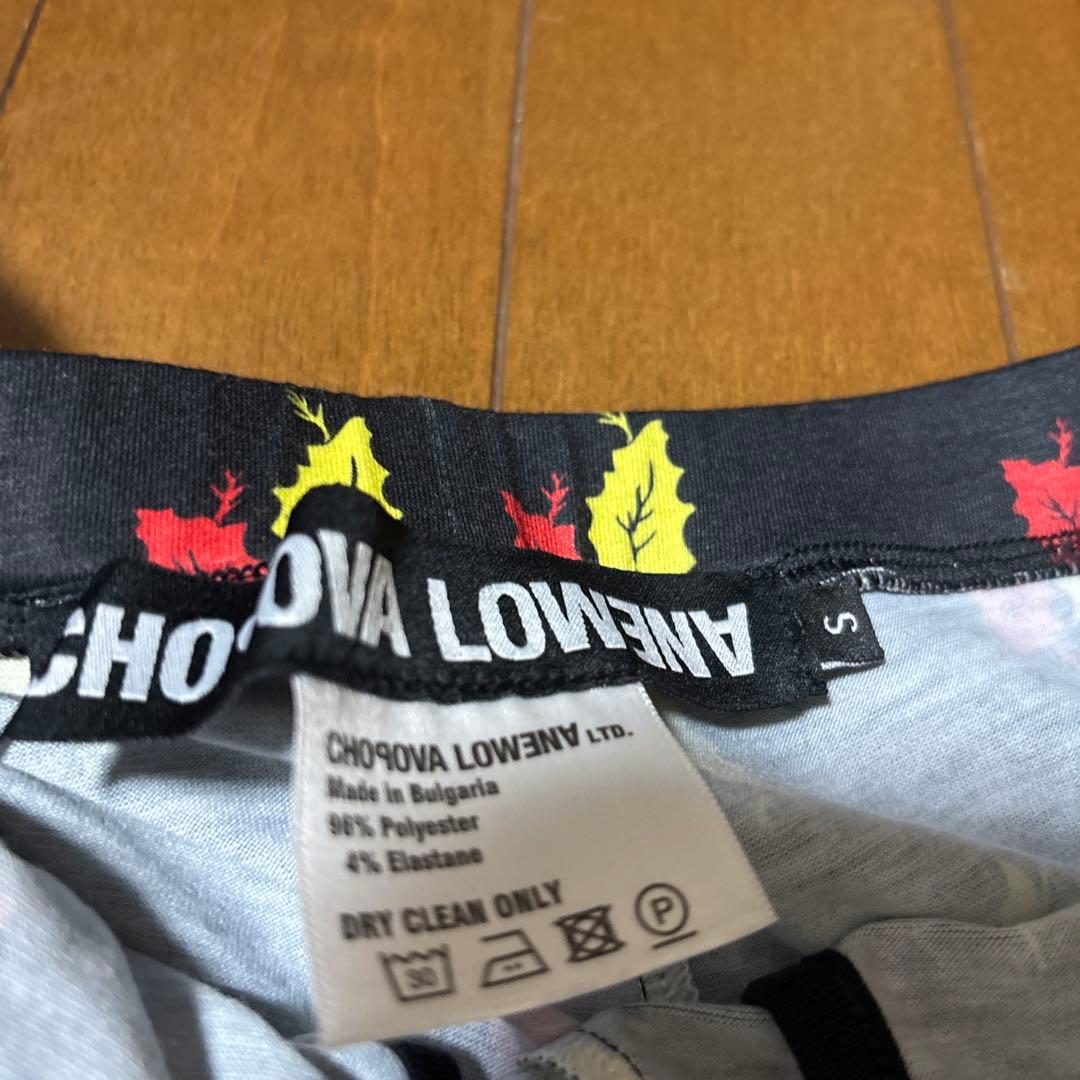 CHOPOVA LOWENA
S
CHOPOVA LOWENA LTD.
Made in Bulgaria
96% Polyester
4% Elastane
DRY CLEAN ONLY
30
P